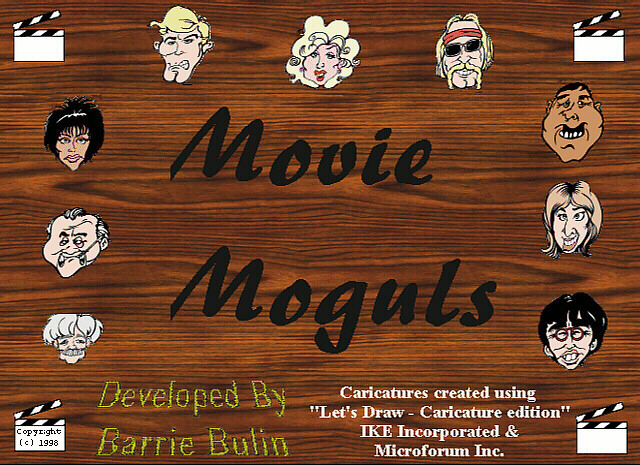 Movie
Moguls
Developed By
Barrie Bulin
Caricatures created using
"Let's Draw - Caricature edition"
IKE Incorporated &
Microforum Inc.
Copyright
(c) 1998